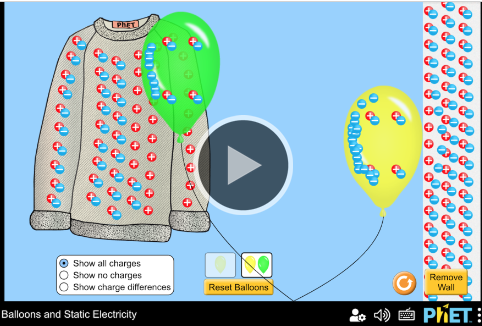 PhET
Show all charges
Show no charges
Show charge differences
Reset Balloons
Remove
Wall
Balloons and Static Electricity
PhET